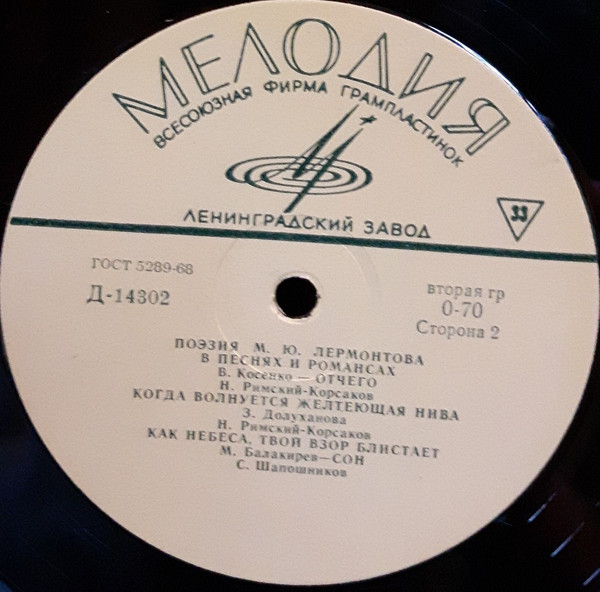 МЕЛОДИЯ
ВСЕСОЮЗНАЯ ФИРМА ГРАМПЛАСТИНОК
ЛЕНИНГРАДСКИЙ ЗАВОД
33
ГОСТ 5289-68
Д-14302
вторая гр
0-70
Сторона 2
ПОЭЗИЯ М. Ю. ЛЕРМОНТОВА
В ПЕСНЯХ И РОМАНСАХ
В. Косенко — ОТЧЕГО
Н. Римский-Корсаков
КОГДА ВОЛНУЕТСЯ ЖЕЛТЕЮЩАЯ НИВА
З. Долуханова
Н. Римский-Корсаков
КАК НЕБЕСА, ТВОЙ ВЗОР БЛИСТАЕТ
М. Балакирев—СОН
С. Шапошников